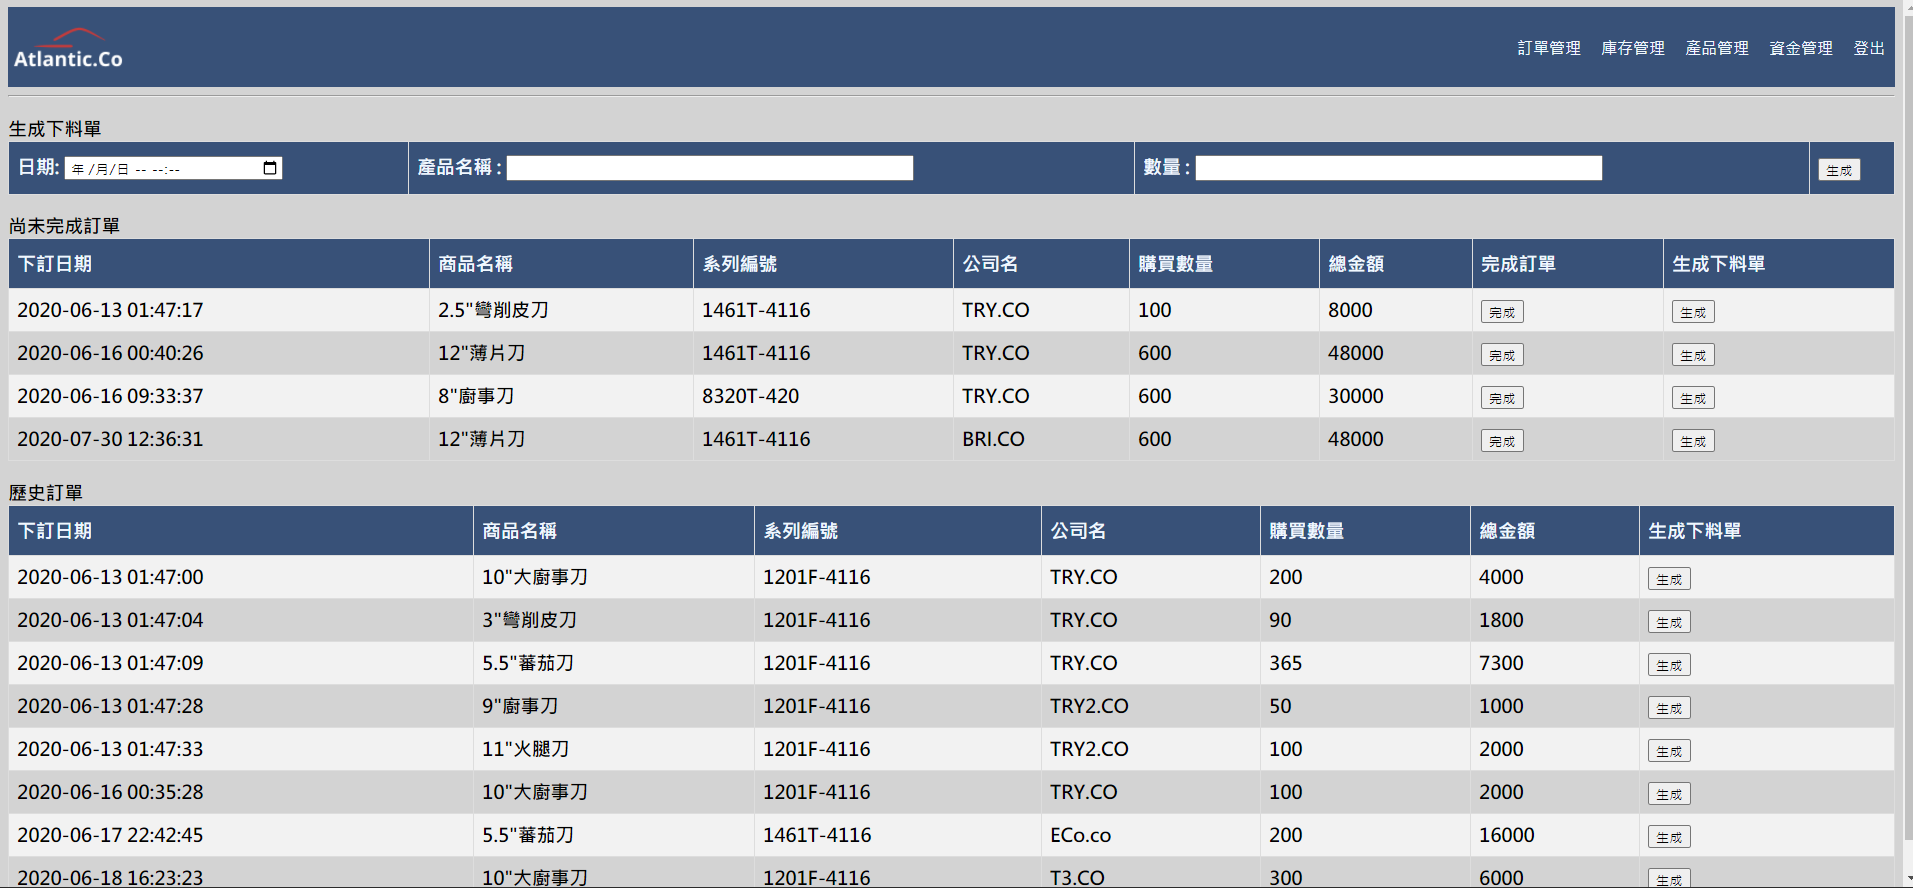 Atlantic.Co
訂單管理 庫存管理 產品管理 資金管理 登出
生成下料單
日期: 年 /月/日 -- --:-- 產品名稱 : 數量 : 生成
尚未完成訂單
下訂日期 商品名稱 系列編號 公司名 購買數量 總金額 完成訂單 生成下料單
2020-06-13 01:47:17 2.5"彎削皮刀 1461T-4116 TRY.CO 100 8000 完成 生成
2020-06-16 00:40:26 12"薄片刀 1461T-4116 TRY.CO 600 48000 完成 生成
2020-06-16 09:33:37 8"廚事刀 8320T-420 TRY.CO 600 30000 完成 生成
2020-07-30 12:36:31 12"薄片刀 1461T-4116 BRI.CO 600 48000 完成 生成
歷史訂單
下訂日期 商品名稱 系列編號 公司名 購買數量 總金額 生成下料單
2020-06-13 01:47:00 10"大廚事刀 1201F-4116 TRY.CO 200 4000 生成
2020-06-13 01:47:04 3"彎削皮刀 1201F-4116 TRY.CO 90 1800 生成
2020-06-13 01:47:09 5.5"蕃茄刀 1201F-4116 TRY.CO 365 7300 生成
2020-06-13 01:47:28 9"廚事刀 1201F-4116 TRY2.CO 50 1000 生成
2020-06-13 01:47:33 11"火腿刀 1201F-4116 TRY2.CO 100 2000 生成
2020-06-16 00:35:28 10"大廚事刀 1201F-4116 TRY.CO 100 2000 生成
2020-06-17 22:42:45 5.5"蕃茄刀 1461T-4116 ECo.co 200 16000 生成
2020-06-18 16:23:23 10"大廚事刀 1201F-4116 T3.CO 300 6000 生成